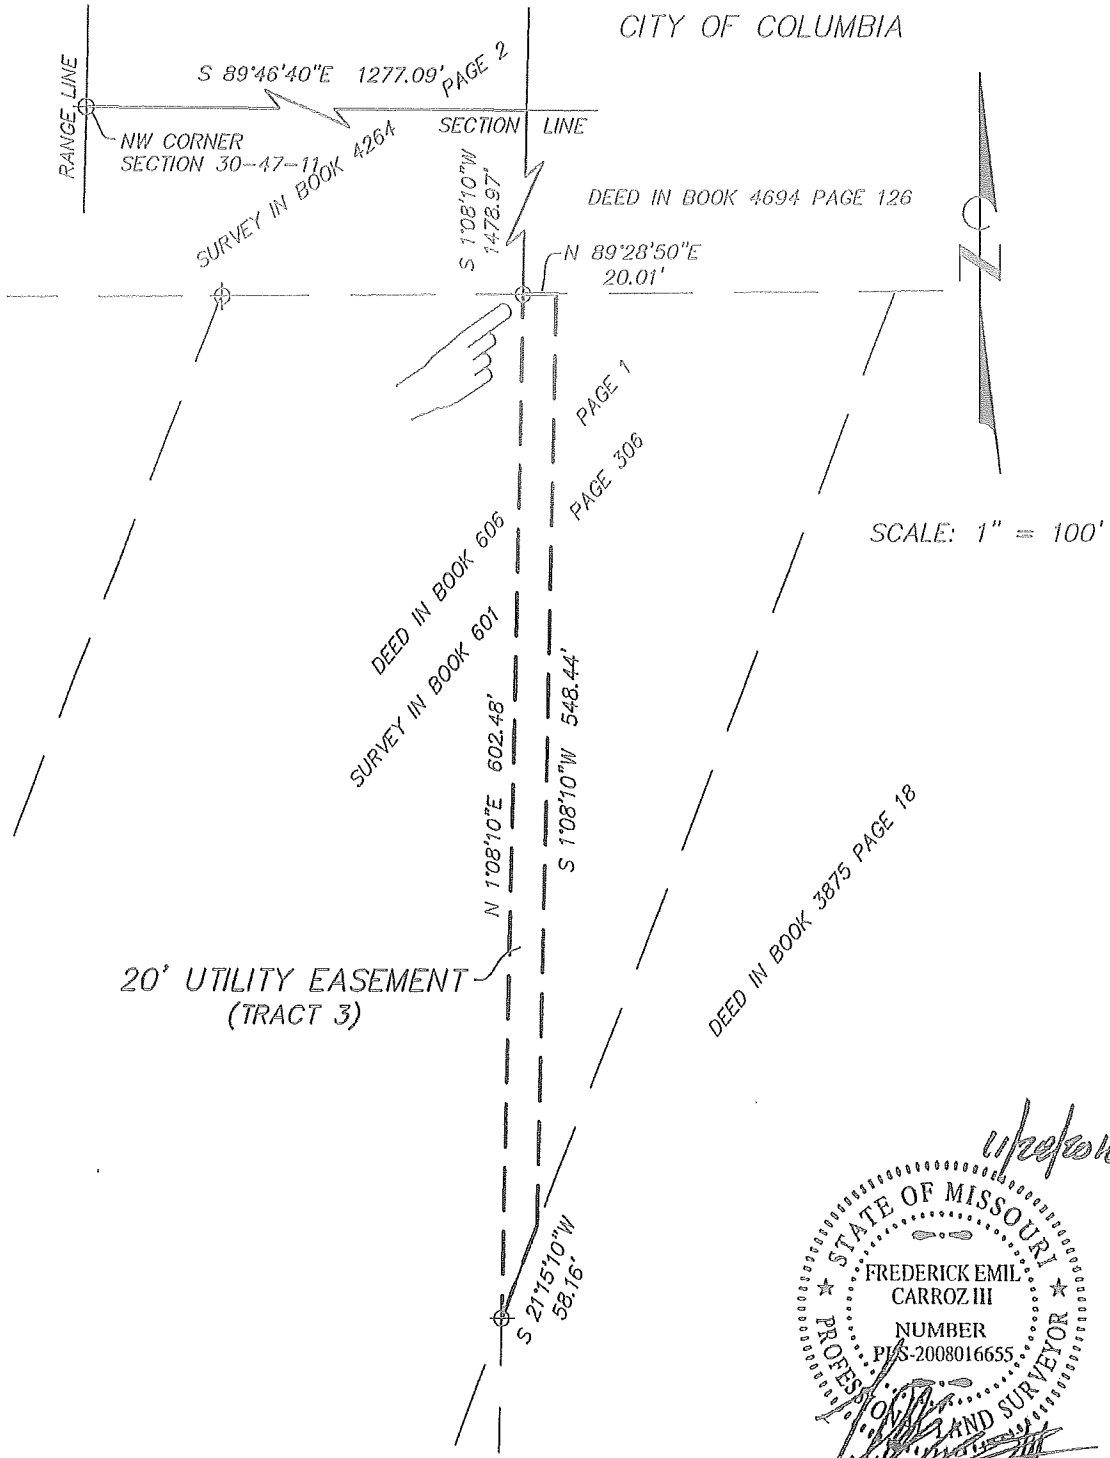 CITY OF COLUMBIA
S 89°46'40"E 1277.09'
PAGE 2
RANGE LINE
NW CORNER
SECTION 30-47-11
SECTION LINE
SURVEY IN BOOK 4264
S 1°08'10"W
1478.97'
DEED IN BOOK 4694 PAGE 126
N 89°28'50"E
20.01'
N
PAGE 1
PAGE 306
SCALE: 1" = 100'
DEED IN BOOK 606
SURVEY IN BOOK 601
N 1°08'10"E 602.48'
S 1°08'10"W 548.44'
DEED IN BOOK 3875 PAGE 18
20' UTILITY EASEMENT
(TRACT 3)
S 21°15'10"W
58.16'
STATE OF MISSOURI
FREDERICK EMIL
CARROZ III
NUMBER
PLS-2008016655
PROFESSIONAL LAND SURVEYOR